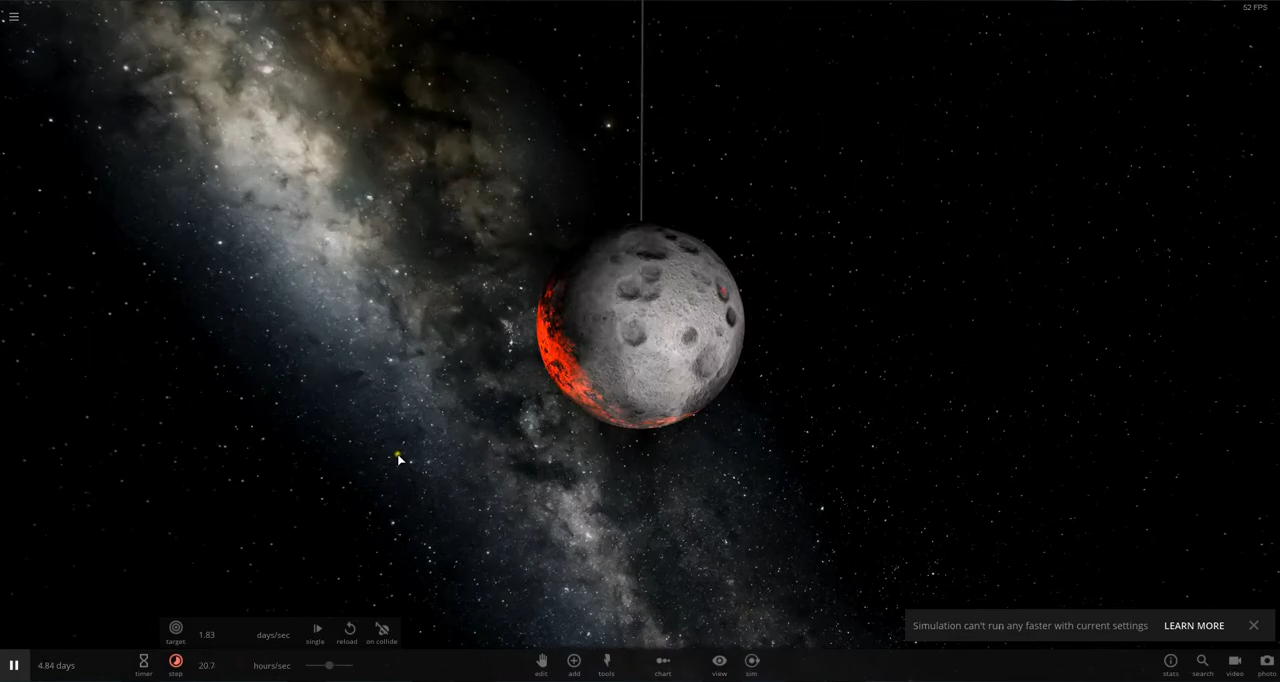 52 FPS
Simulation can't run any faster with current settings LEARN MORE
target 1.83 days/sec single reload on collide
4.84 days timer step 20.7 hours/sec edit add tools chart view sim stats search video photo